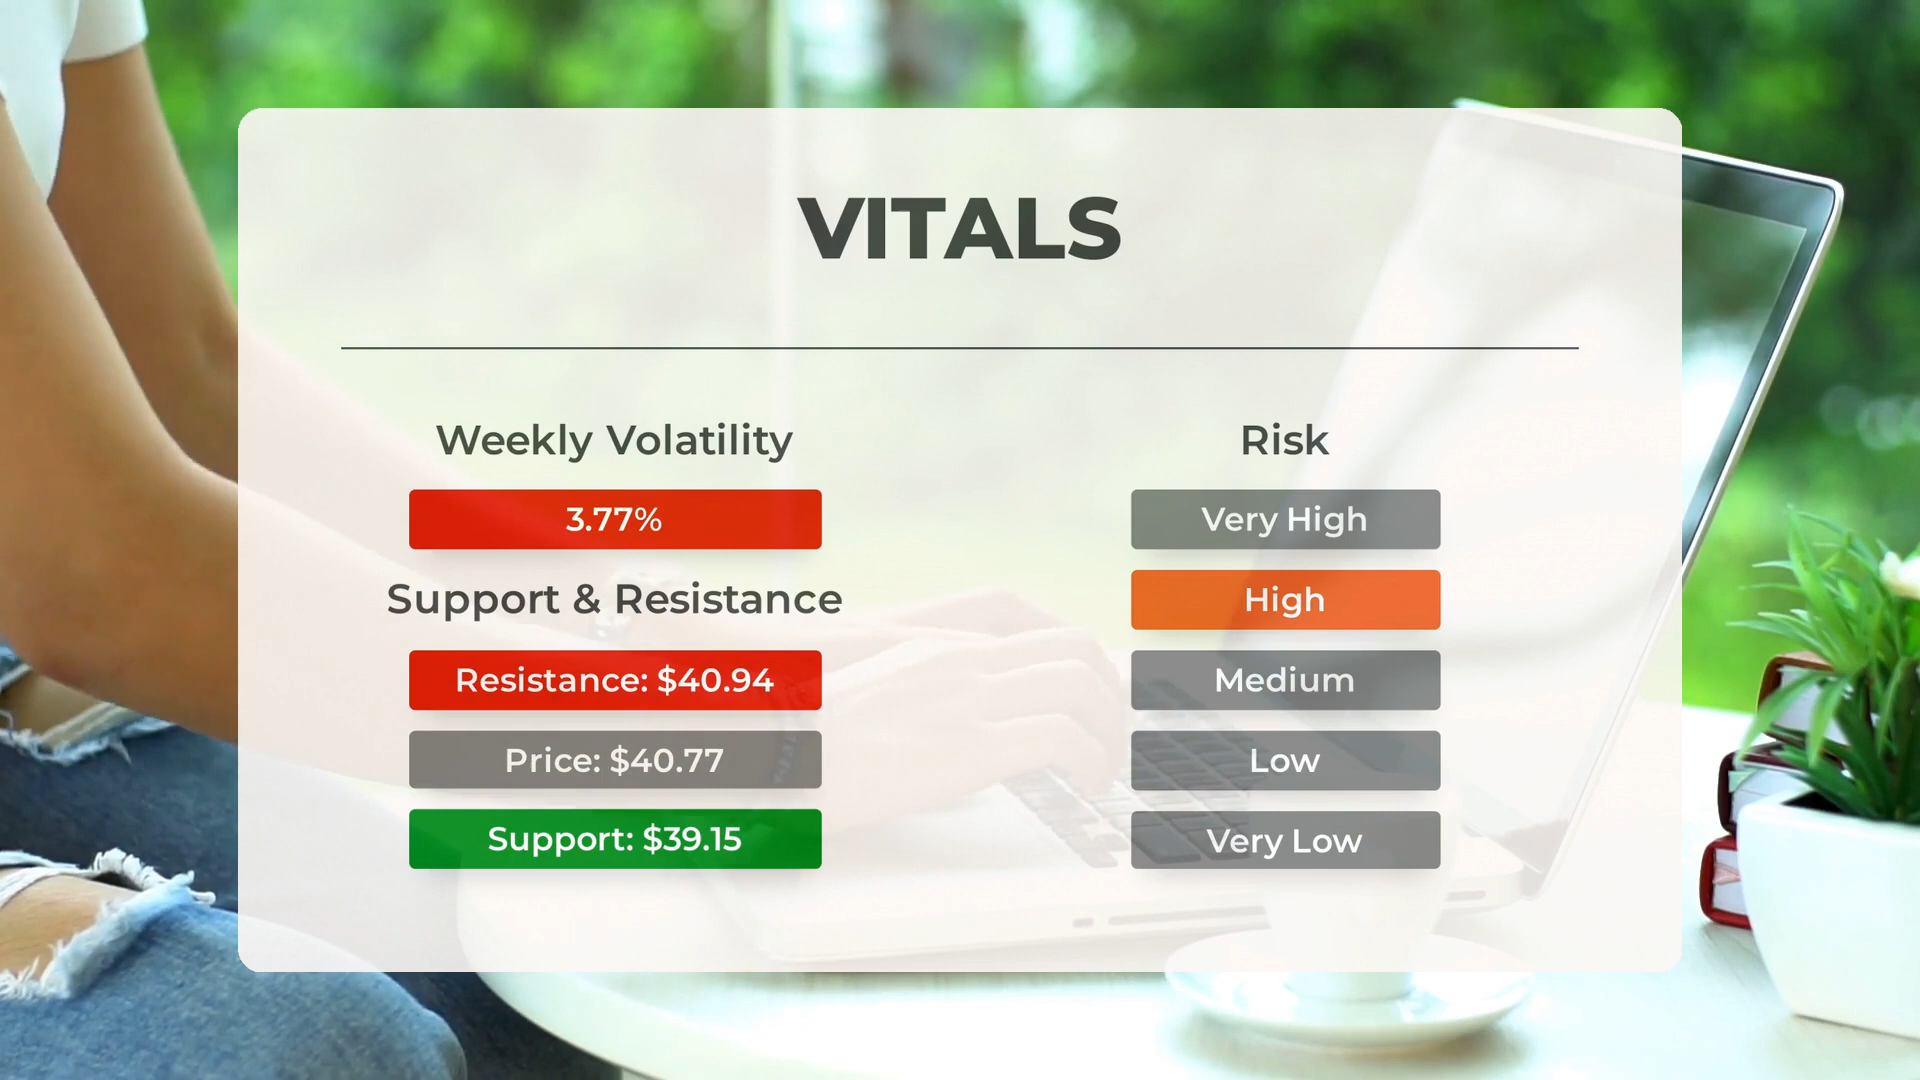 VITALS
Weekly Volatility
3.77%
Support & Resistance
Resistance: $40.94
Price: $40.77
Support: $39.15
Risk
Very High
High
Medium
Low
Very Low